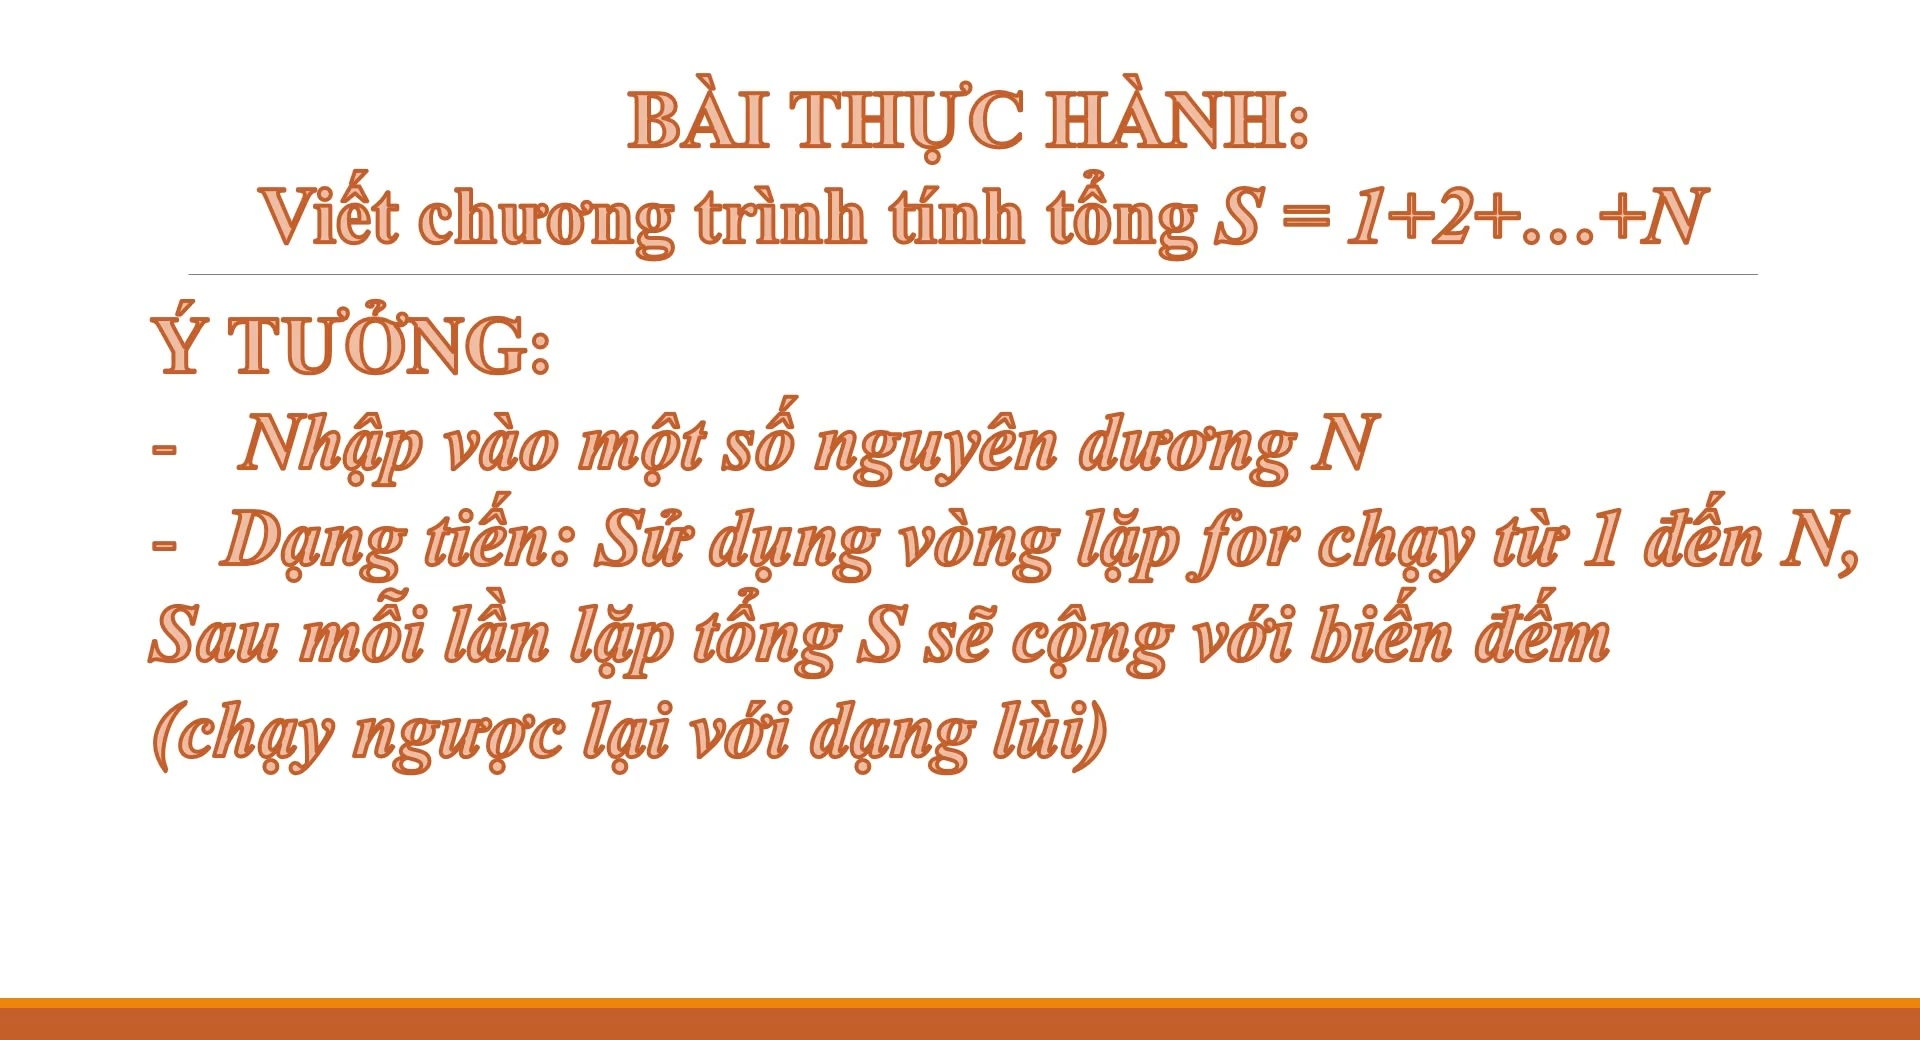 BÀI THỰC HÀNH:
Viết chương trình tính tổng S = 1+2+…+N
Ý TƯỞNG:
- Nhập vào một số nguyên dương N
- Dạng tiến: Sử dụng vòng lặp for chạy từ 1 đến N,
Sau mỗi lần lặp tổng S sẽ cộng với biến đếm
(chạy ngược lại với dạng lùi)